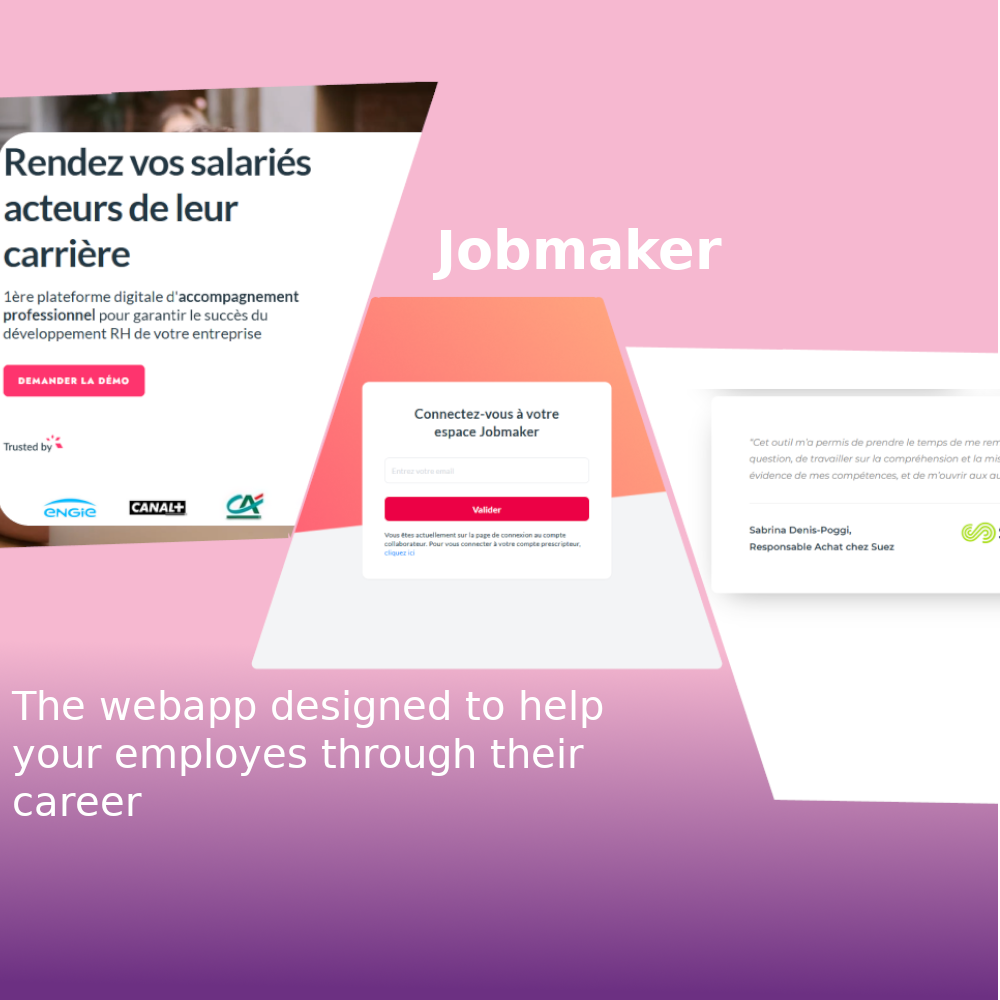 Rendez vos salariés
acteurs de leur
carrière
1ère plateforme digitale d'accompagnement
professionnel pour garantir le succès du
développement RH de votre entreprise
DEMANDER LA DÉMO
Trusted by
ENGIE
CANAL+
CA
Jobmaker
Connectez-vous à votre
espace Jobmaker
Entrez votre email
Valider
Vous êtes actuellement sur la page de connexion au compte
collaborateur. Pour vous connecter à votre compte prescripteur,
cliquez ici
"Cet outil m'a permis de prendre le temps de me rem
question, de travailler sur la compréhension et la mis
évidence de mes compétences, et de m'ouvrir aux au
Sabrina Denis-Poggi,
Responsable Achat chez Suez
The webapp designed to help
your employes through their
career